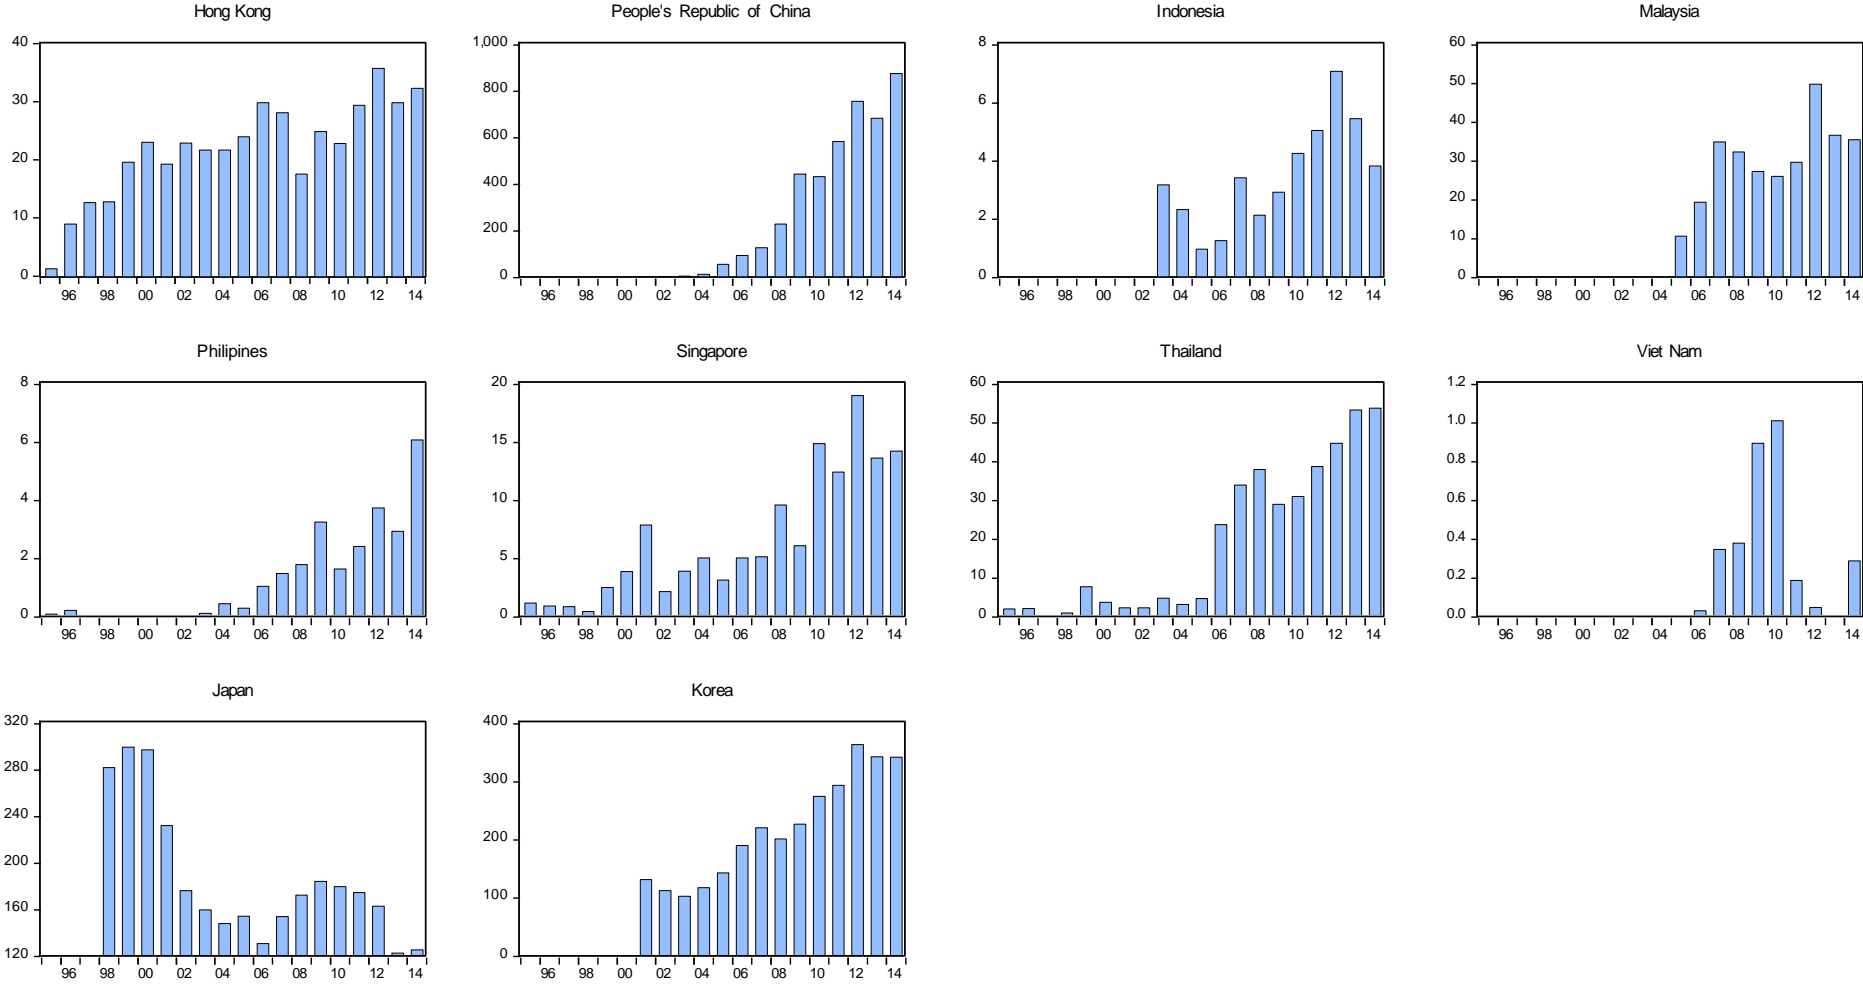 Hong Kong
40
30
20
10
0
96 98 00 02 04 06 08 10 12 14
People's Republic of China
1,000
800
600
400
200
0
96 98 00 02 04 06 08 10 12 14
Indonesia
8
6
4
2
0
96 98 00 02 04 06 08 10 12 14
Malaysia
60
50
40
30
20
10
0
96 98 00 02 04 06 08 10 12 14
Philipines
8
6
4
2
0
96 98 00 02 04 06 08 10 12 14
Singapore
20
15
10
5
0
96 98 00 02 04 06 08 10 12 14
Thailand
60
50
40
30
20
10
0
96 98 00 02 04 06 08 10 12 14
Viet Nam
1.2
1.0
0.8
0.6
0.4
0.2
0.0
96 98 00 02 04 06 08 10 12 14
Japan
320
280
240
200
160
120
96 98 00 02 04 06 08 10 12 14
Korea
400
300
200
100
0
96 98 00 02 04 06 08 10 12 14